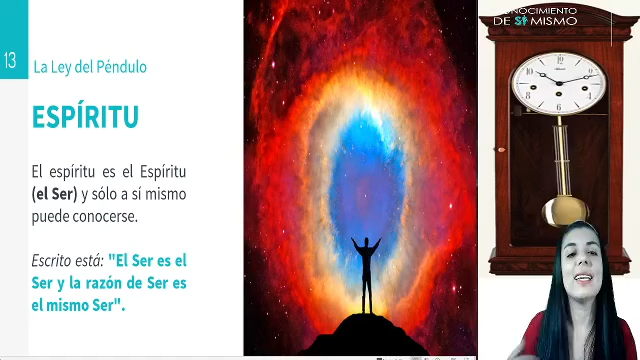 CONOCIMIENTO
DE SÍ MISMO
13
La Ley del Péndulo
ESPÍRITU
El espíritu es el Espíritu
(el Ser) y sólo a sí mismo
puede conocerse.
Escrito está: "El Ser es el
Ser y la razón de Ser es
el mismo Ser".